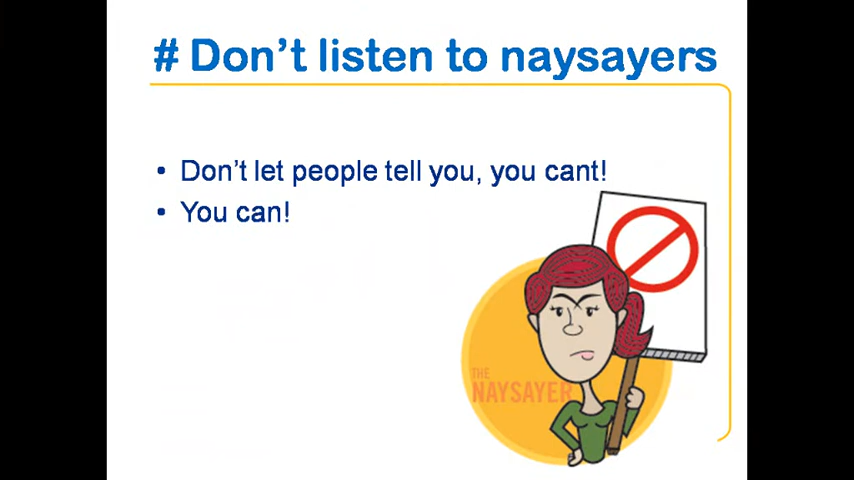 # Don’t listen to naysayers
• Don’t let people tell you, you cant!
• You can!
THE
NAYSAYER